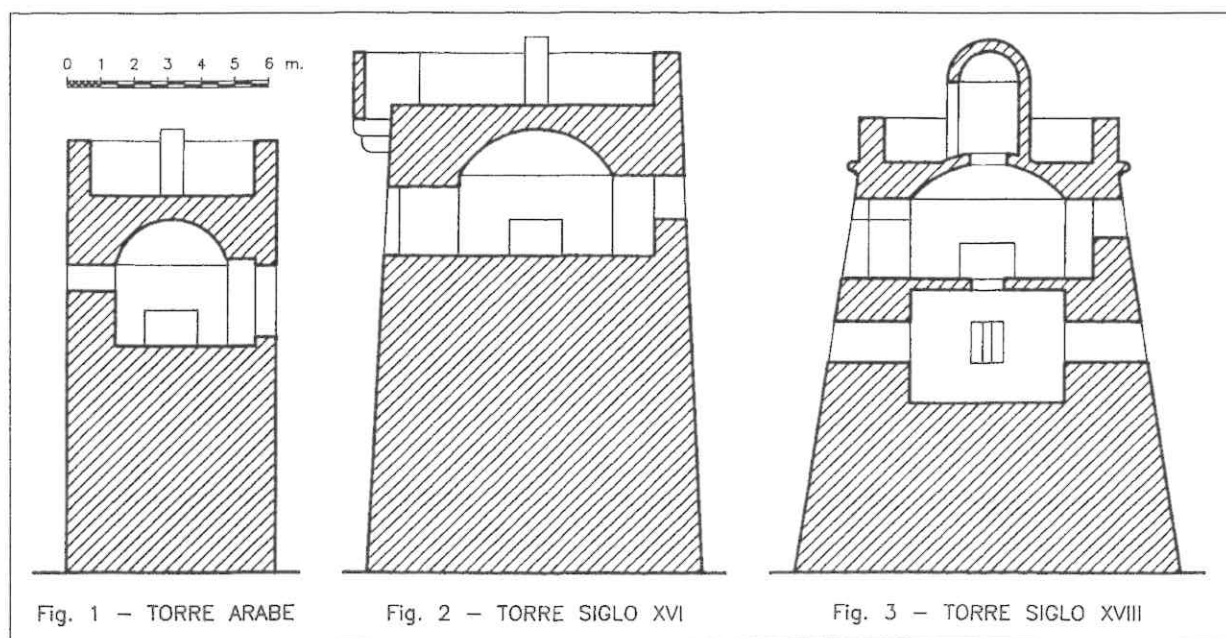 0 1 2 3 4 5 6 m.
Fig. 1 – TORRE ARABE
Fig. 2 – TORRE SIGLO XVI
Fig. 3 – TORRE SIGLO XVIII